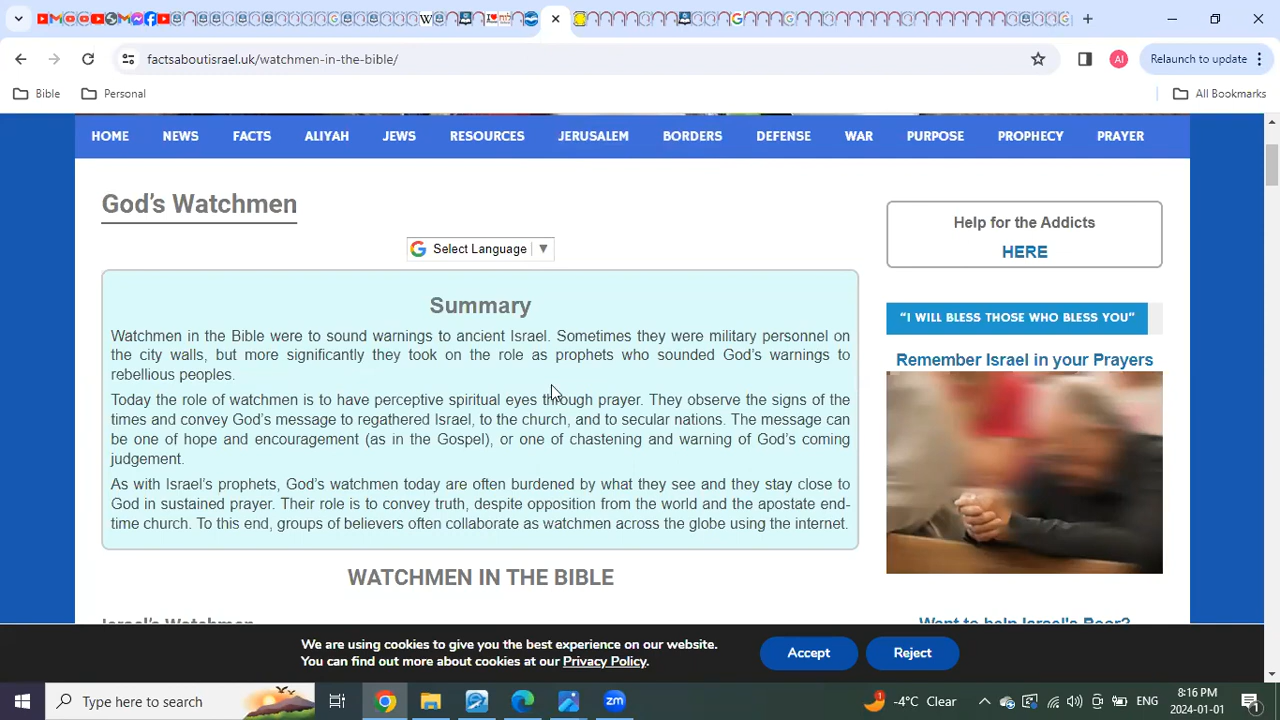 factsaboutisrael.uk/watchmen-in-the-bible/
AI
Relaunch to update
Bible
Personal
All Bookmarks
HOME NEWS FACTS ALIYAH JEWS RESOURCES JERUSALEM BORDERS DEFENSE WAR PURPOSE PROPHECY PRAYER
God's Watchmen
Select Language
Summary
Watchmen in the Bible were to sound warnings to ancient Israel. Sometimes they were military personnel on
the city walls, but more significantly they took on the role as prophets who sounded God's warnings to
rebellious peoples.
Today the role of watchmen is to have perceptive spiritual eyes through prayer. They observe the signs of the
times and convey God's message to regathered Israel, to the church, and to secular nations. The message can
be one of hope and encouragement (as in the Gospel), or one of chastening and warning of God's coming
judgement.
As with Israel's prophets, God's watchmen today are often burdened by what they see and they stay close to
God in sustained prayer. Their role is to convey truth, despite opposition from the world and the apostate end-
time church. To this end, groups of believers often collaborate as watchmen across the globe using the internet.
WATCHMEN IN THE BIBLE
Israel's Watchmen
Help for the Addicts
HERE
"I WILL BLESS THOSE WHO BLESS YOU"
Remember Israel in your Prayers
Want to help Israel's Poor?
We are using cookies to give you the best experience on our website.
You can find out more about cookies at our Privacy Policy.
Accept
Reject
Type here to search
zm
1
-4°C Clear
ENG
8:16 PM
2024-01-01
1